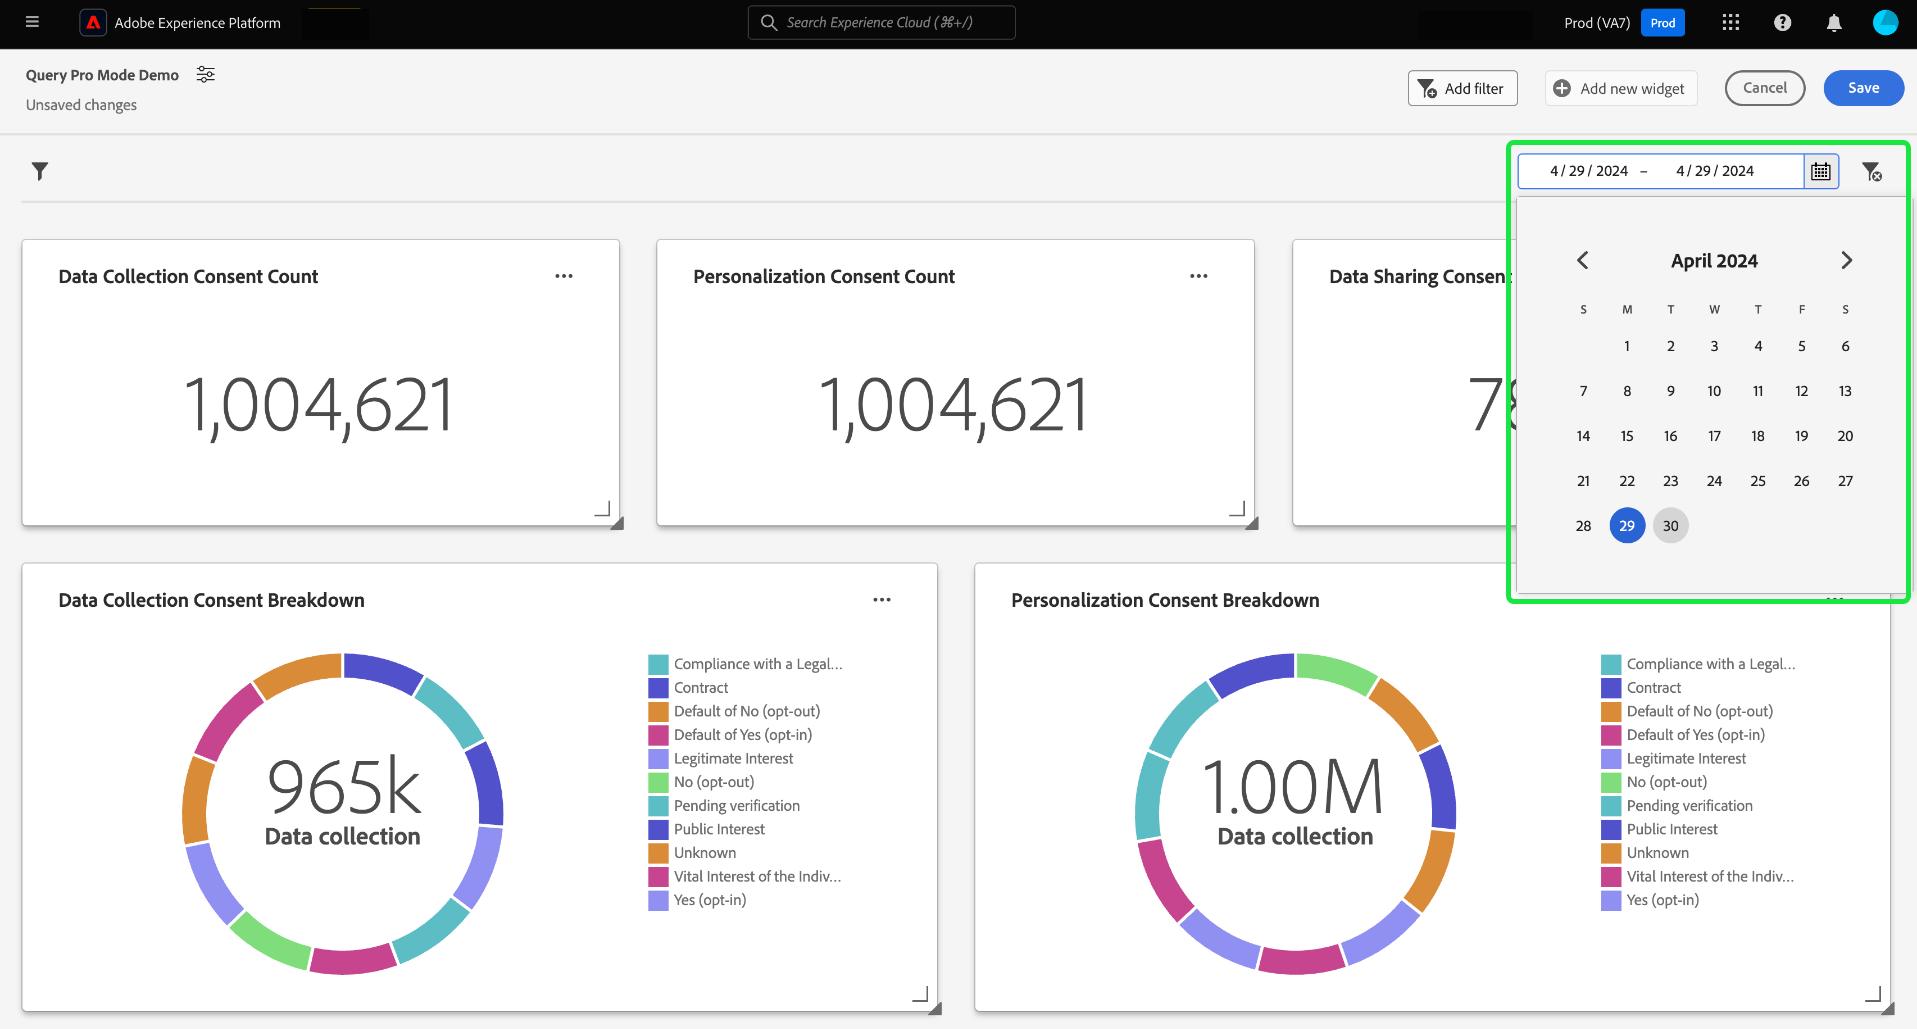 Adobe Experience Platform
Search Experience Cloud (⌘+/)
Prod (VA7)
Prod
Query Pro Mode Demo
Unsaved changes
Add filter
Add new widget
Cancel
Save
4 / 29 / 2024 – 4 / 29 / 2024
April 2024
S M T W T F S
1 2 3 4 5 6
7 8 9 10 11 12 13
14 15 16 17 18 19 20
21 22 23 24 25 26 27
28 29 30
Data Collection Consent Count
1,004,621
Personalization Consent Count
1,004,621
Data Sharing Consen
78
Data Collection Consent Breakdown
965k
Data collection
Compliance with a Legal...
Contract
Default of No (opt-out)
Default of Yes (opt-in)
Legitimate Interest
No (opt-out)
Pending verification
Public Interest
Unknown
Vital Interest of the Indiv...
Yes (opt-in)
Personalization Consent Breakdown
1.00M
Data collection
Compliance with a Legal...
Contract
Default of No (opt-out)
Default of Yes (opt-in)
Legitimate Interest
No (opt-out)
Pending verification
Public Interest
Unknown
Vital Interest of the Indiv...
Yes (opt-in)